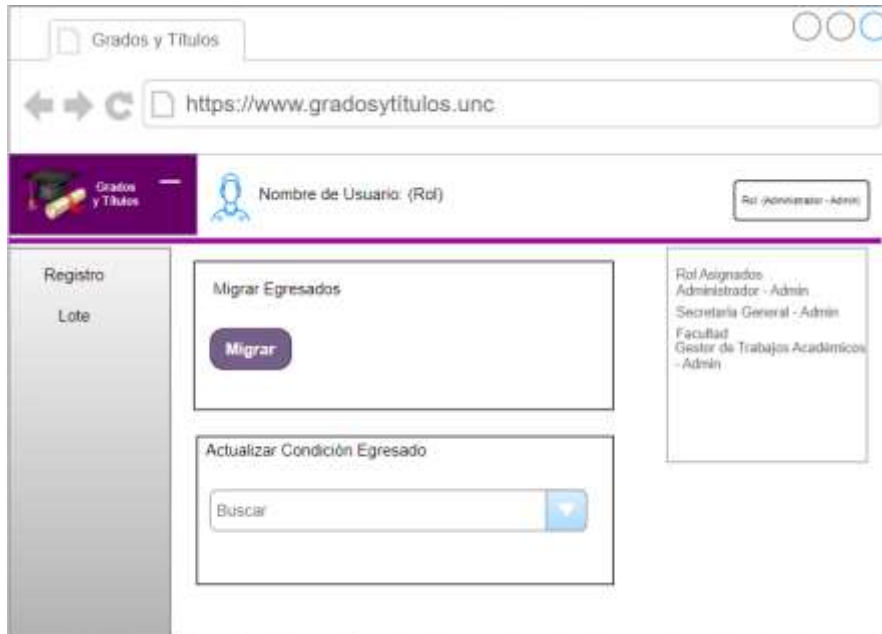 Grados y Títulos
https://www.gradosytítulos.unc
Grados
y Títulos
Nombre de Usuario: (Rol)
Rol (Administrador - Admin)
Registro
Lote
Migrar Egresados
Migrar
Actualizar Condición Egresado
Buscar
Rol Asignados
Administrador - Admin
Secretaría General - Admin
Facultad
Gestor de Trabajos Académicos
- Admin